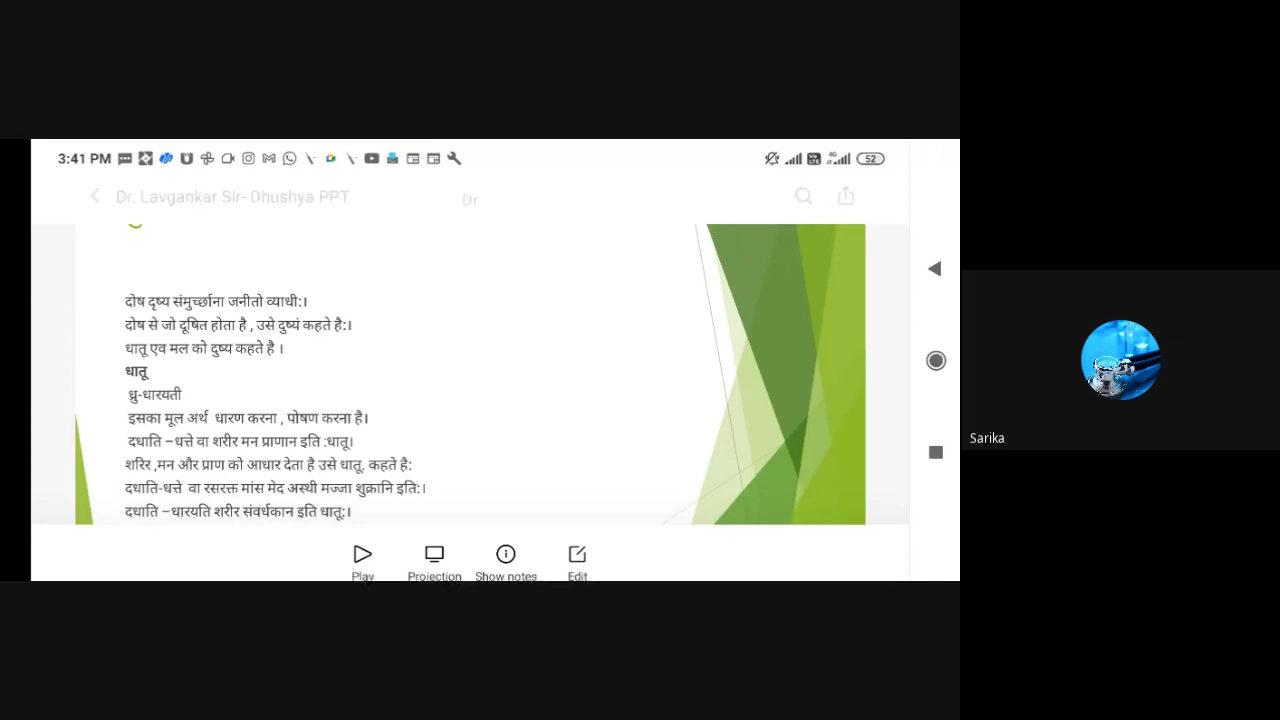 3:41 PM
52
Dr. Lavgankar Sir- Dhushya PPT
Dr
दोष दृष्य संमुर्च्छाना जनीतो व्याधी:।
दोष से जो दूषित होता है , उसे दुष्यं कहते है:।
धातू एव मल को दुष्य कहते है ।
धातू
ध्रु-धारयती
इसका मूल अर्थ धारण करना , पोषण करना है।
दधाति –धत्ते वा शरीर मन प्राणान इति :धातू।
शरिर ,मन और प्राण को आधार देता है उसे धातू. कहते है:
दधाति-धत्ते वा रसरक्त मांस मेद अस्थी मज्जा शुक्रानि इति:।
दधाति –धारयति शरीर संवर्धकान इति धातू:।
Play Projection Show notes Edit
Sarika